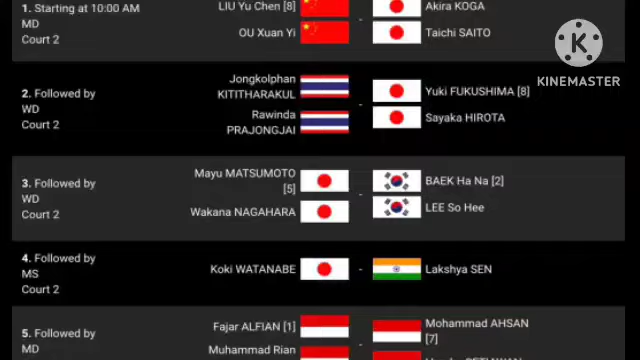 1. Starting at 10:00 AM
MD
Court 2
LIU Yu Chen [8]
OU Xuan Yi
-
Akira KOGA
Taichi SAITO
2. Followed by
WD
Court 2
Jongkolphan
KITITHARAKUL
Rawinda
PRAJONGJAI
-
Yuki FUKUSHIMA [8]
Sayaka HIROTA
3. Followed by
WD
Court 2
Mayu MATSUMOTO
[5]
Wakana NAGAHARA
-
BAEK Ha Na [2]
LEE So Hee
4. Followed by
MS
Court 2
Koki WATANABE
-
Lakshya SEN
5. Followed by
MD
Fajar ALFIAN [1]
Muhammad Rian
-
Mohammad AHSAN
[7]
K
KINEMASTER